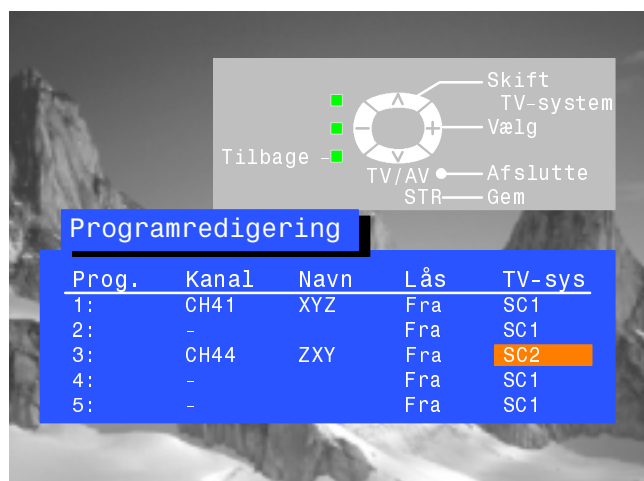 Skift
TV-system
Vælg
Tilbage
TV/AV Afslutte
STR Gem
Programredigering
Prog. Kanal Navn Lås TV-sys
1: CH41 XYZ Fra SC1
2: - Fra SC1
3: CH44 ZXY Fra SC2
4: - Fra SC1
5: - Fra SC1